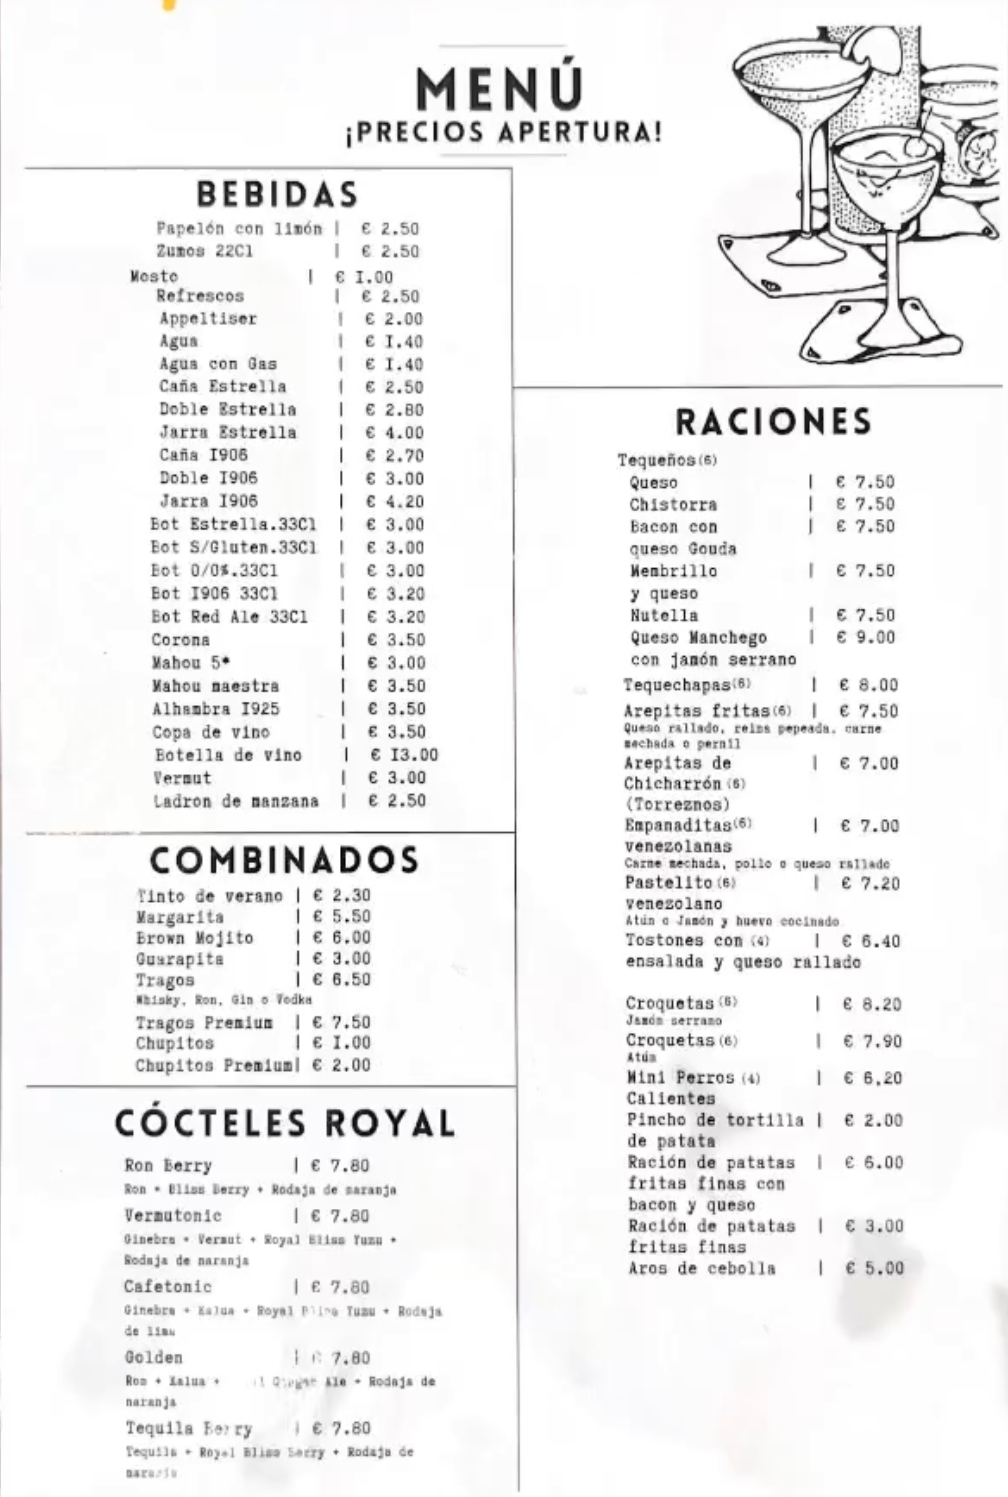 MENÚ
¡PRECIOS APERTURA!
BEBIDAS
Papelón con limón | € 2.50
Zumos 22Cl | € 2.50
Mosto | € I.00
Refrescos | € 2.50
Appeltiser | € 2.00
Agua | € I.40
Agua con Gas | € I.40
Caña Estrella | € 2.50
Doble Estrella | € 2.80
Jarra Estrella | € 4.00
Caña I906 | € 2.70
Doble I906 | € 3.00
Jarra I906 | € 4.20
Bot Estrella.33Cl | € 3.00
Bot S/Gluten.33Cl | € 3.00
Bot 0/0%.33Cl | € 3.00
Bot I906 33Cl | € 3.20
Bot Red Ale 33Cl | € 3.20
Corona | € 3.50
Mahou 5* | € 3.00
Mahou maestra | € 3.50
Alhambra I925 | € 3.50
Copa de vino | € 3.50
Botella de vino | € I3.00
Vermut | € 3.00
Ladron de manzana | € 2.50
COMBINADOS
Tinto de verano | € 2.30
Margarita | € 5.50
Brown Mojito | € 6.00
Guarapita | € 3.00
Tragos | € 6.50
Whisky, Ron, Gin o Vodka
Tragos Premium | € 7.50
Chupitos | € I.00
Chupitos Premium| € 2.00
CÓCTELES ROYAL
Ron Berry | € 7.80
Ron + Bliss Berry + Rodaja de naranja
Vermutonic | € 7.80
Ginebra + Vermut + Royal Bliss Yuzu +
Rodaja de naranja
Cafetonic | € 7.80
Ginebra + Kalua + Royal Bliss Yuzu + Rodaja
de lima
Golden | € 7.80
Ron + Kalua + Ginger Ale + Rodaja de
naranja
Tequila Berry | € 7.80
Tequila + Royal Bliss Berry + Rodaja de
naranja
RACIONES
Tequeños(6)
Queso | € 7.50
Chistorra | € 7.50
Bacon con | € 7.50
queso Gouda
Membrillo | € 7.50
y queso
Nutella | € 7.50
Queso Manchego | € 9.00
con jamón serrano
Tequechapas(6) | € 8.00
Arepitas fritas(6) | € 7.50
Queso rallado, reina pepeada, carne
mechada o pernil
Arepitas de | € 7.00
Chicharrón (6)
(Torreznos)
Empanaditas(6) | € 7.00
venezolanas
Carne mechada, pollo o queso rallado
Pastelito (6) | € 7.20
venezolano
Atún o Jamón y huevo cocinado
Tostones con (4) | € 6.40
ensalada y queso rallado
Croquetas (6) | € 8.20
Jamón serrano
Croquetas (6) | € 7.90
Atún
Mini Perros (4) | € 6,20
Calientes
Pincho de tortilla | € 2.00
de patata
Ración de patatas | € 6.00
fritas finas con
bacon y queso
Ración de patatas | € 3.00
fritas finas
Aros de cebolla | € 5.00